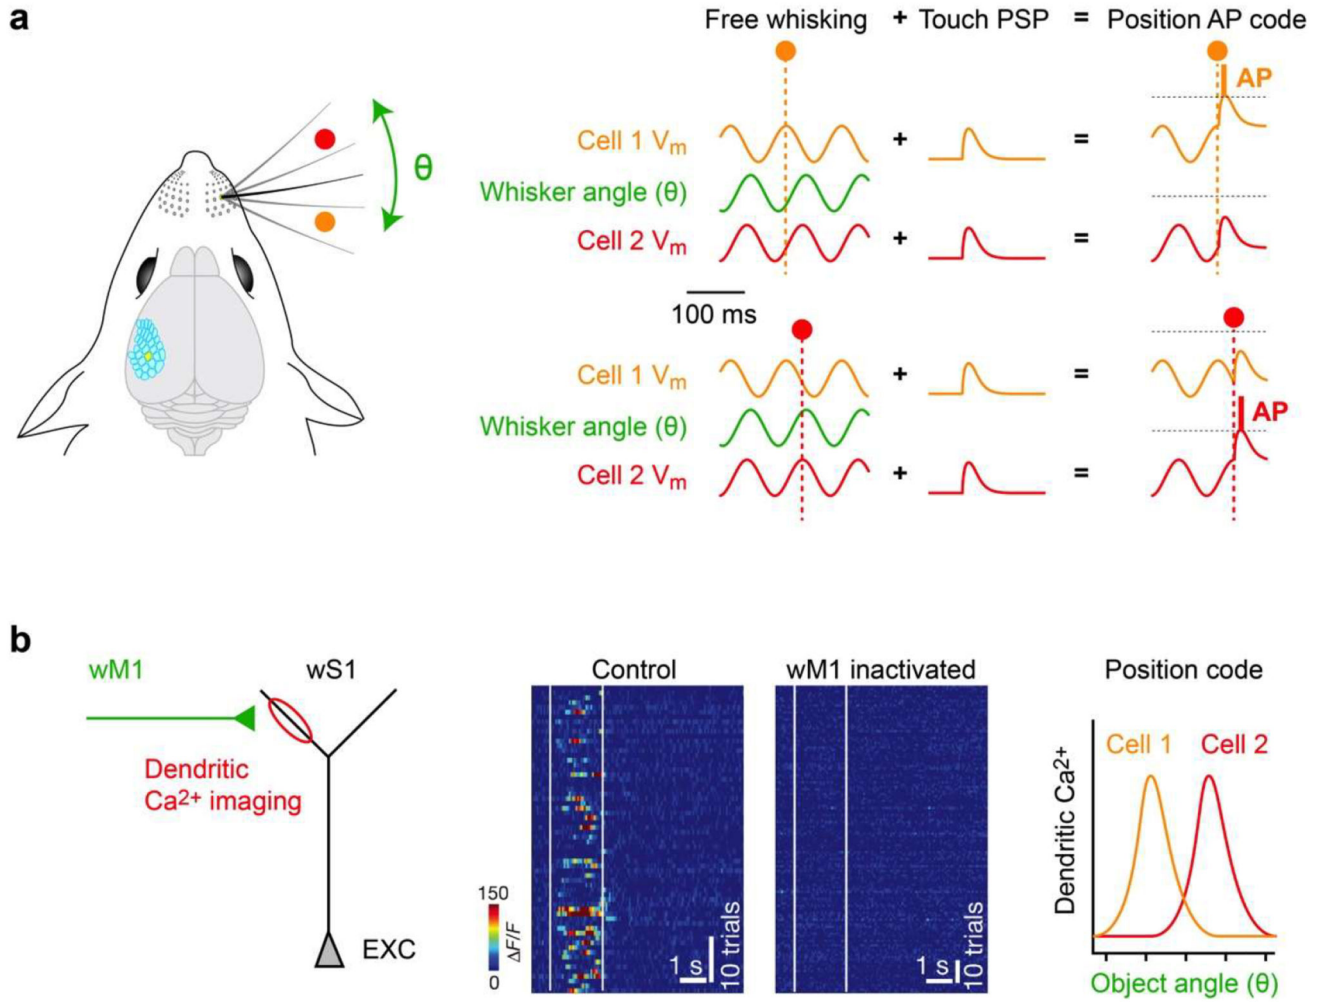 a
Free whisking + Touch PSP = Position AP code
AP
Cell 1 Vm + =
θ
Whisker angle (θ)
Cell 2 Vm + =
100 ms
Cell 1 Vm + =
AP
Whisker angle (θ)
Cell 2 Vm + =
b
wM1 wS1
Control
wM1 inactivated
Position code
Dendritic
Ca2+ imaging
EXC
150
0
ΔF/F
1 s
10 trials
1 s
10 trials
Cell 1 Cell 2
Dendritic Ca2+
Object angle (θ)